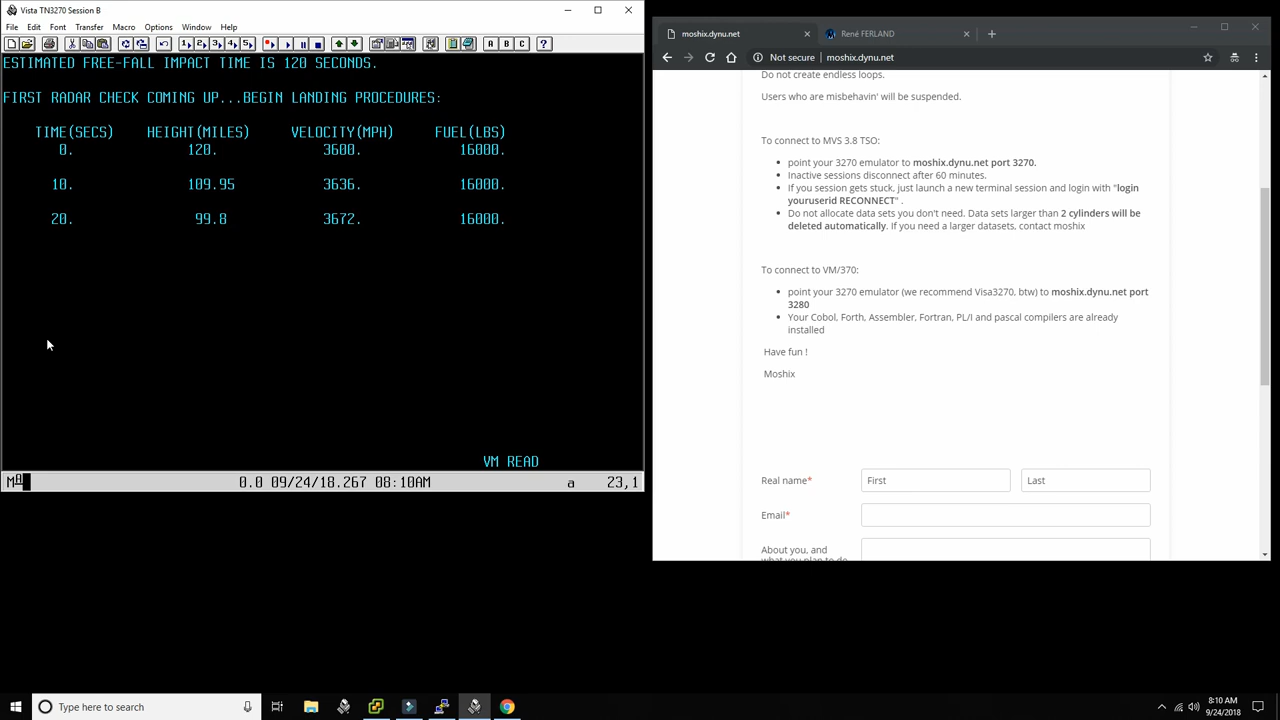 Vista TN3270 Session B
File Edit Font Transfer Macro Options Window Help
1 2 3 4 5 A B C ?
ESTIMATED FREE-FALL IMPACT TIME IS 120 SECONDS.
FIRST RADAR CHECK COMING UP...BEGIN LANDING PROCEDURES:
TIME(SECS) HEIGHT(MILES) VELOCITY(MPH) FUEL(LBS)
0. 120. 3600. 16000.
10. 109.95 3636. 16000.
20. 99.8 3672. 16000.
VM READ
0.0 09/24/18.267 08:10AM a 23,1
moshix.dynu.net René FERLAND
Not secure moshix.dynu.net
Do not create endless loops.
Users who are misbehavin' will be suspended.
To connect to MVS 3.8 TSO:
• point your 3270 emulator to moshix.dynu.net port 3270.
• Inactive sessions disconnect after 60 minutes.
• If you session gets stuck, just launch a new terminal session and login with "login
youruserid RECONNECT" .
• Do not allocate data sets you don't need. Data sets larger than 2 cylinders will be
deleted automatically. If you need a larger datasets, contact moshix
To connect to VM/370:
• point your 3270 emulator (we recommend Visa3270, btw) to moshix.dynu.net port
3280
• Your Cobol, Forth, Assembler, Fortran, PL/I and pascal compilers are already
installed
Have fun !
Moshix
Real name* First Last
Email*
About you, and
what you plan to do
Type here to search
8:10 AM
9/24/2018